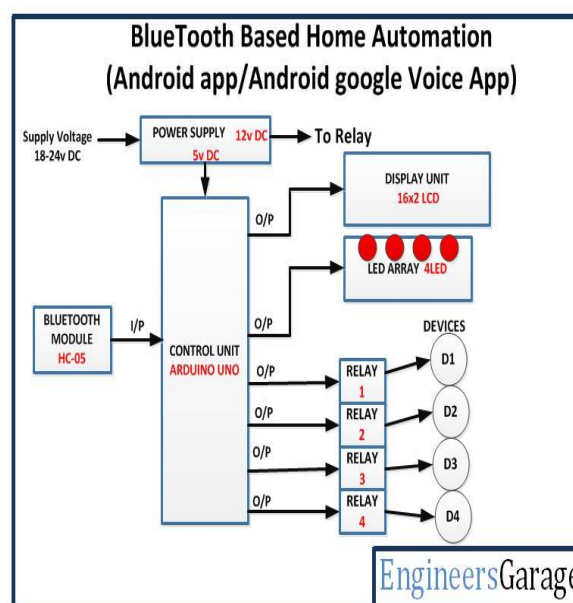 BlueTooth Based Home Automation
(Android app/Android google Voice App)
Supply Voltage
18-24v DC
POWER SUPPLY 12v DC
5v DC
To Relay
DISPLAY UNIT
16x2 LCD
O/P
LED ARRAY 4LED
O/P
BLUETOOTH
MODULE
HC-05
I/P
CONTROL UNIT
ARDUINO UNO
DEVICES
O/P
RELAY
1
D1
O/P
RELAY
2
D2
O/P
RELAY
3
D3
O/P
RELAY
4
D4
EngineersGarage